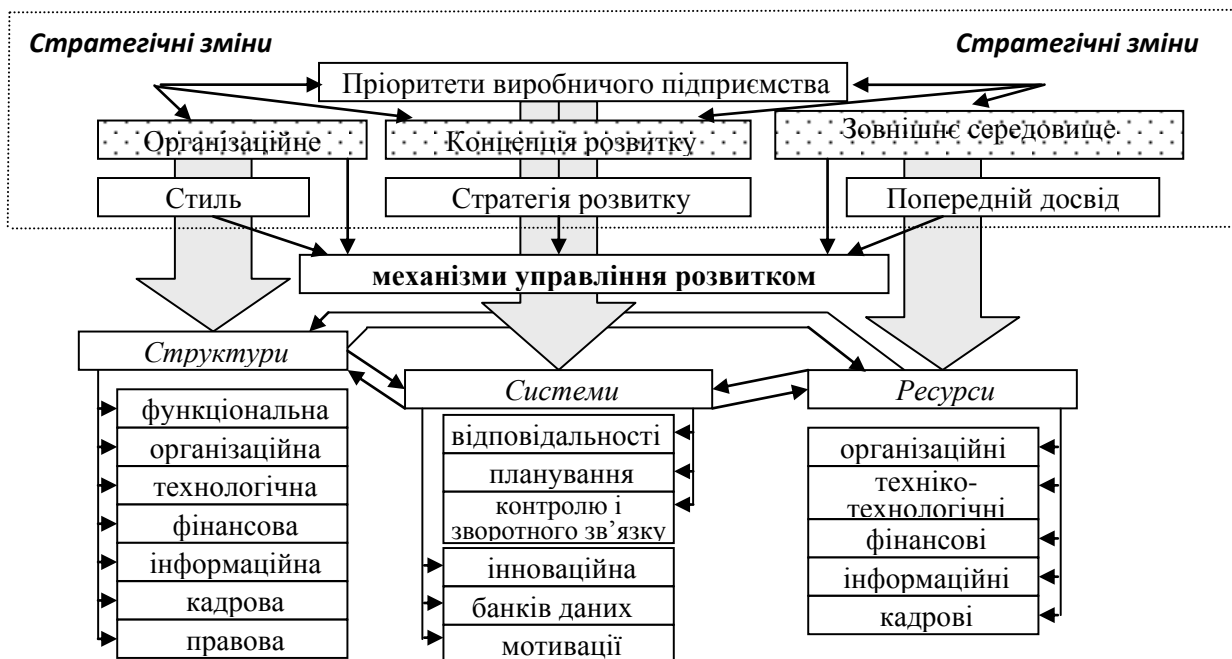 Стратегічні зміни
Стратегічні зміни
Пріоритети виробничого підприємства
Організаційне
Концепція розвитку
Зовнішнє середовище
Стиль
Стратегія розвитку
Попередній досвід
механізми управління розвитком
Структури
Системи
Ресурси
функціональна
організаційна
технологічна
фінансова
інформаційна
кадрова
правова
відповідальності
планування
контролю і
зворотного зв’язку
інноваційна
банків даних
мотивації
організаційні
техніко-
технологічні
фінансові
інформаційні
кадрові